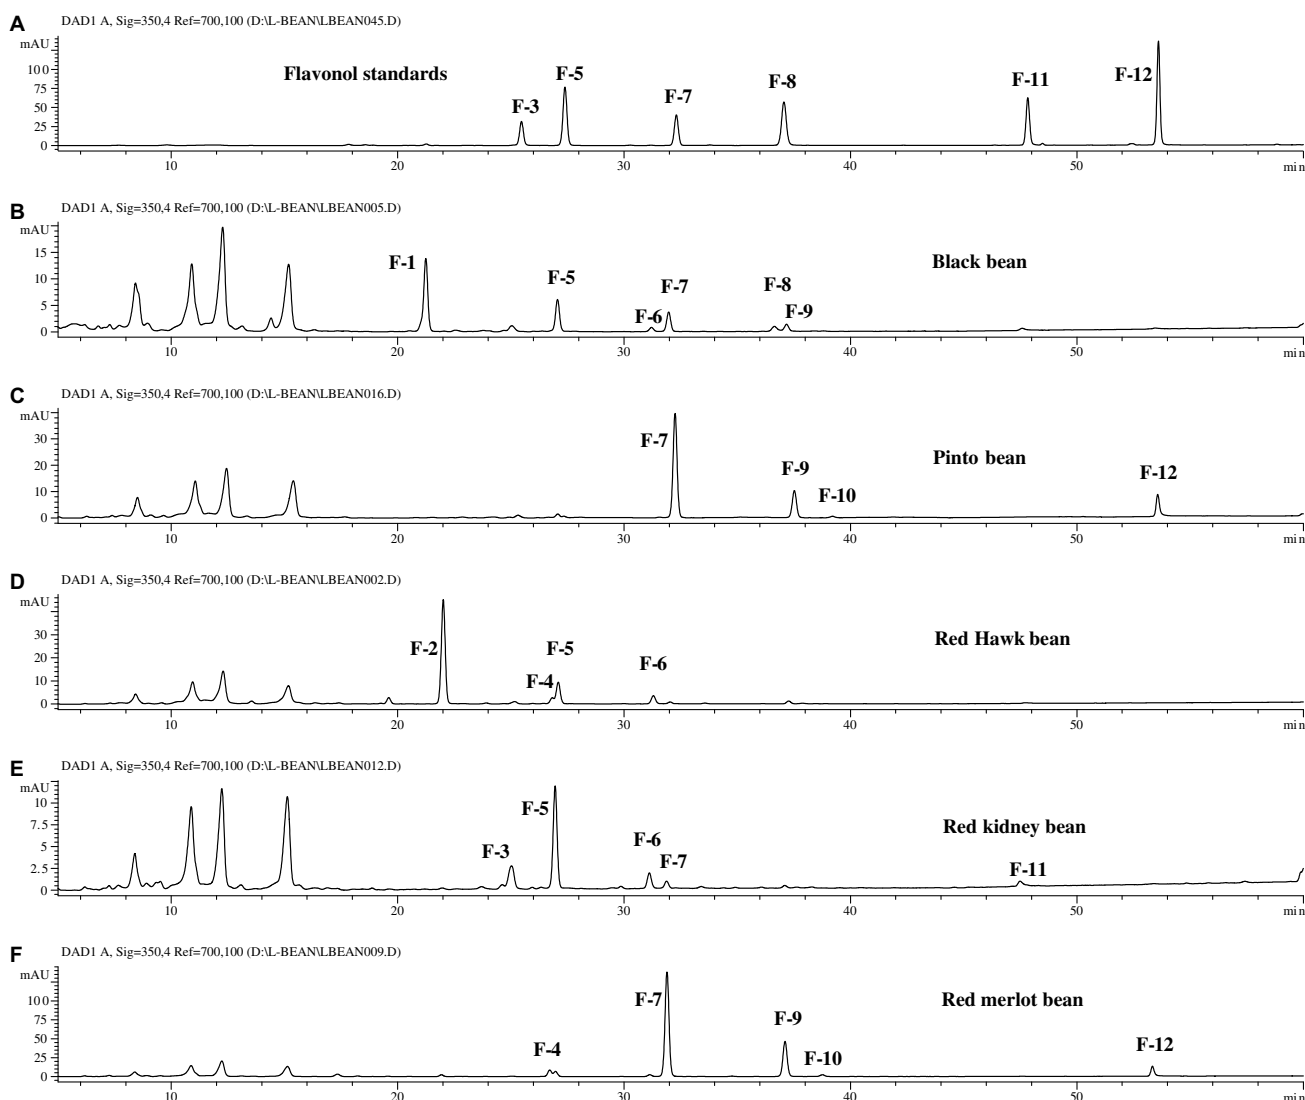 A
DAD1 A, Sig=350,4 Ref=700,100 (D:\L-BEAN\LBEAN045.D)
mAU
Flavonol standards
F-3
F-5
F-7
F-8
F-11
F-12
100
75
50
25
0
10 20 30 40 50 min
B
DAD1 A, Sig=350,4 Ref=700,100 (D:\L-BEAN\LBEAN005.D)
mAU
Black bean
F-1
F-5
F-6
F-7
F-8
F-9
15
10
5
0
10 20 30 40 50 min
C
DAD1 A, Sig=350,4 Ref=700,100 (D:\L-BEAN\LBEAN016.D)
mAU
Pinto bean
F-7
F-9
F-10
F-12
30
20
10
0
10 20 30 40 50 min
D
DAD1 A, Sig=350,4 Ref=700,100 (D:\L-BEAN\LBEAN002.D)
mAU
Red Hawk bean
F-2
F-4
F-5
F-6
30
20
10
0
10 20 30 40 50 min
E
DAD1 A, Sig=350,4 Ref=700,100 (D:\L-BEAN\LBEAN012.D)
mAU
Red kidney bean
F-3
F-5
F-6
F-7
F-11
10
7.5
5
2.5
0
10 20 30 40 50 min
F
DAD1 A, Sig=350,4 Ref=700,100 (D:\L-BEAN\LBEAN009.D)
mAU
Red merlot bean
F-4
F-7
F-9
F-10
F-12
100
75
50
25
0
10 20 30 40 50 min